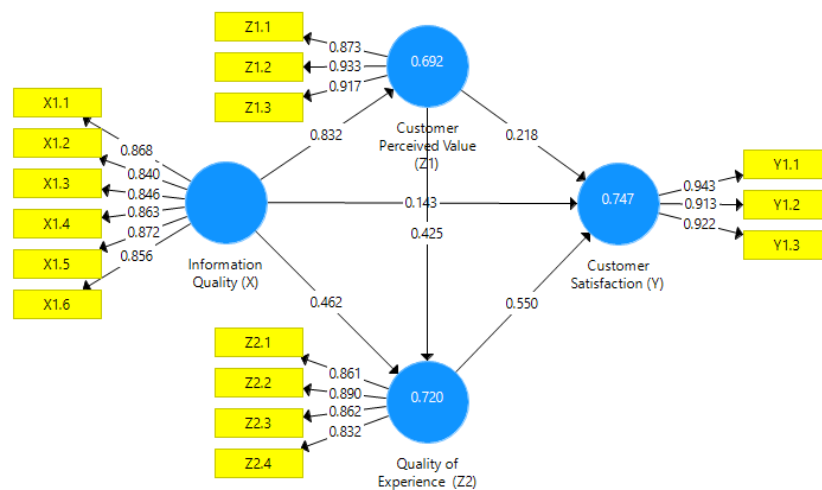 Z1.1
Z1.2
Z1.3
0.873
0.933
0.917
0.692
Customer
Perceived Value
(Z1)
X1.1
X1.2
X1.3
X1.4
X1.5
X1.6
0.868
0.840
0.846
0.863
0.872
0.856
Information
Quality (X)
0.832
0.218
0.143
0.425
0.462
0.550
0.747
Customer
Satisfaction (Y)
0.943
0.913
0.922
Y1.1
Y1.2
Y1.3
Z2.1
Z2.2
Z2.3
Z2.4
0.861
0.890
0.862
0.832
0.720
Quality of
Experience (Z2)